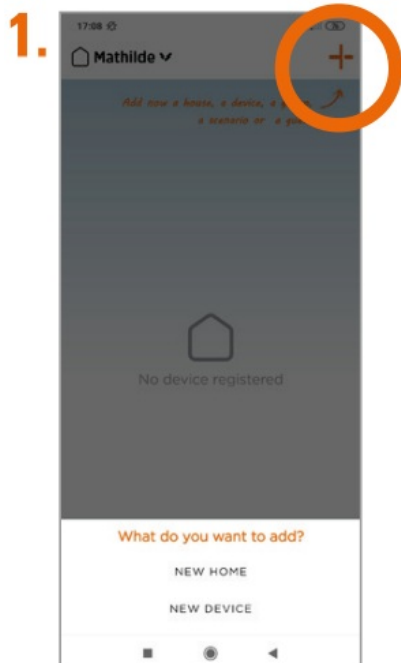 1.
17:08
Mathilde
Add now a house, a device, a
a scenario or a
No device registered
What do you want to add?
NEW HOME
NEW DEVICE